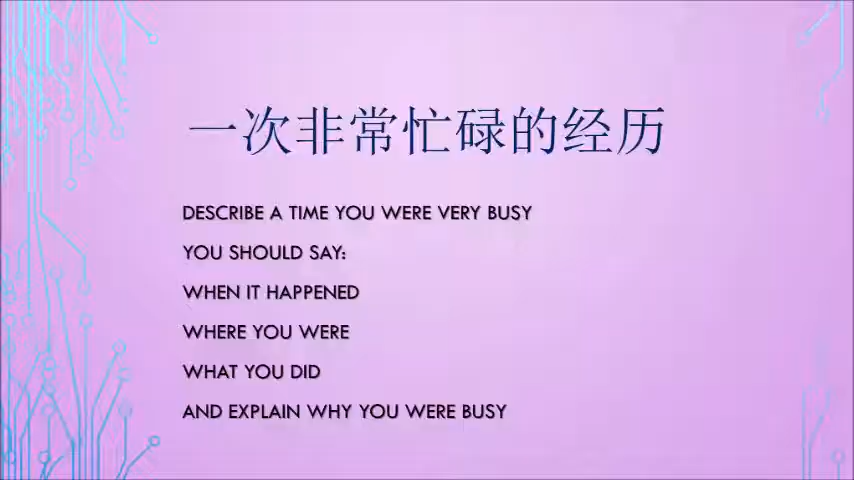 一次非常忙碌的经历
DESCRIBE A TIME YOU WERE VERY BUSY
YOU SHOULD SAY:
WHEN IT HAPPENED
WHERE YOU WERE
WHAT YOU DID
AND EXPLAIN WHY YOU WERE BUSY